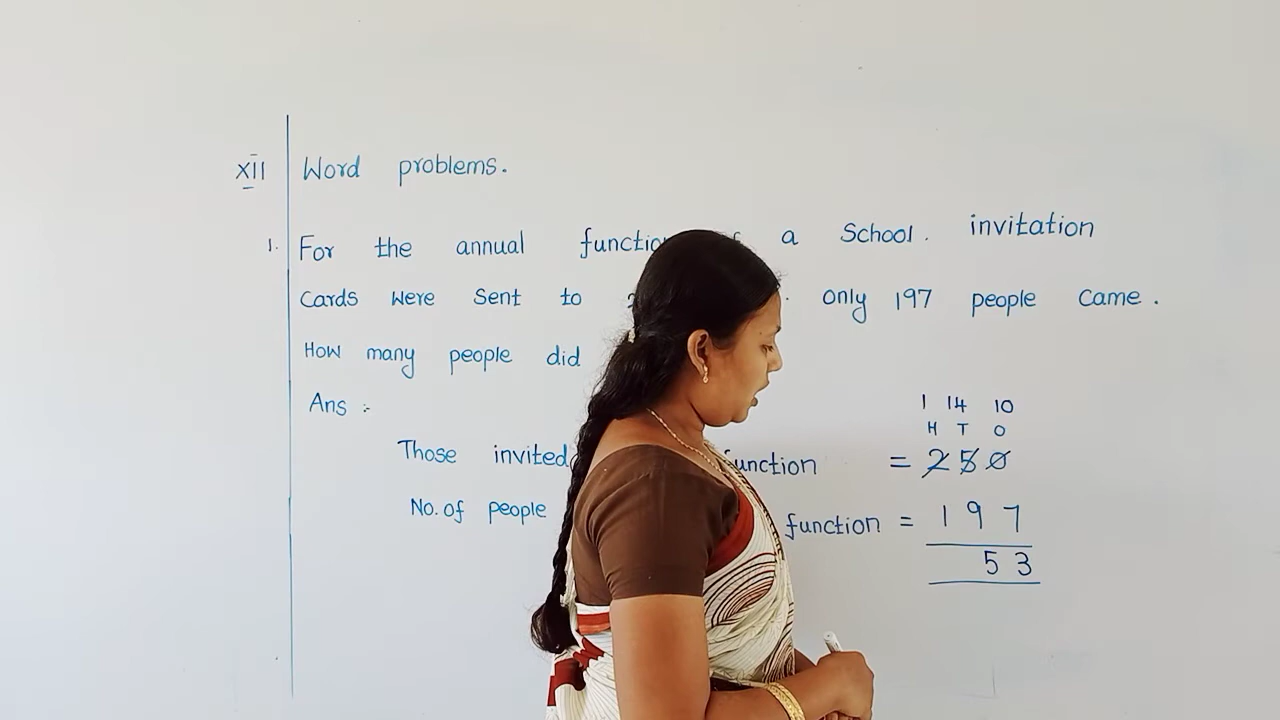 XII Word problems.
1. For the annual function a School. invitation
Cards were Sent to only 197 people came.
How many people did
Ans :-
1 14 10
H T O
Those invited function = 250
No. of people function = 197
53